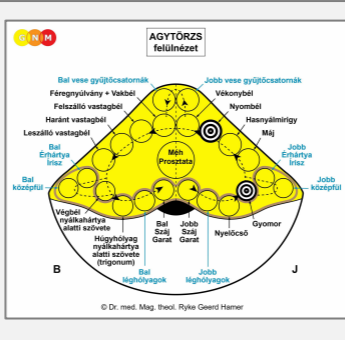 GNM
AGYTÖRZS
felülnézet
Bal vese gyűjtőcsatornák
Jobb vese gyűjtőcsatornák
Féregnyúlvány + Vakbél
Vékonybél
Felszálló vastagbél
Nyombél
Haránt vastagbél
Hasnyálmirigy
Leszálló vastagbél
Máj
Bal
Érhártya
Írisz
Jobb
Érhártya
Írisz
Méh
Prosztata
Bal
középfül
Jobb
középfül
Végbél
nyálkahártya
alatti szövete
Húgyhólyag
nyálkahártya
alatti szövete
(trigonum)
Bal
Száj
Garat
Jobb
Száj
Garat
Nyelőcső
Gyomor
Bal
léghólyagok
Jobb
léghólyagok
B
J
© Dr. med. Mag. theol. Ryke Geerd Hamer